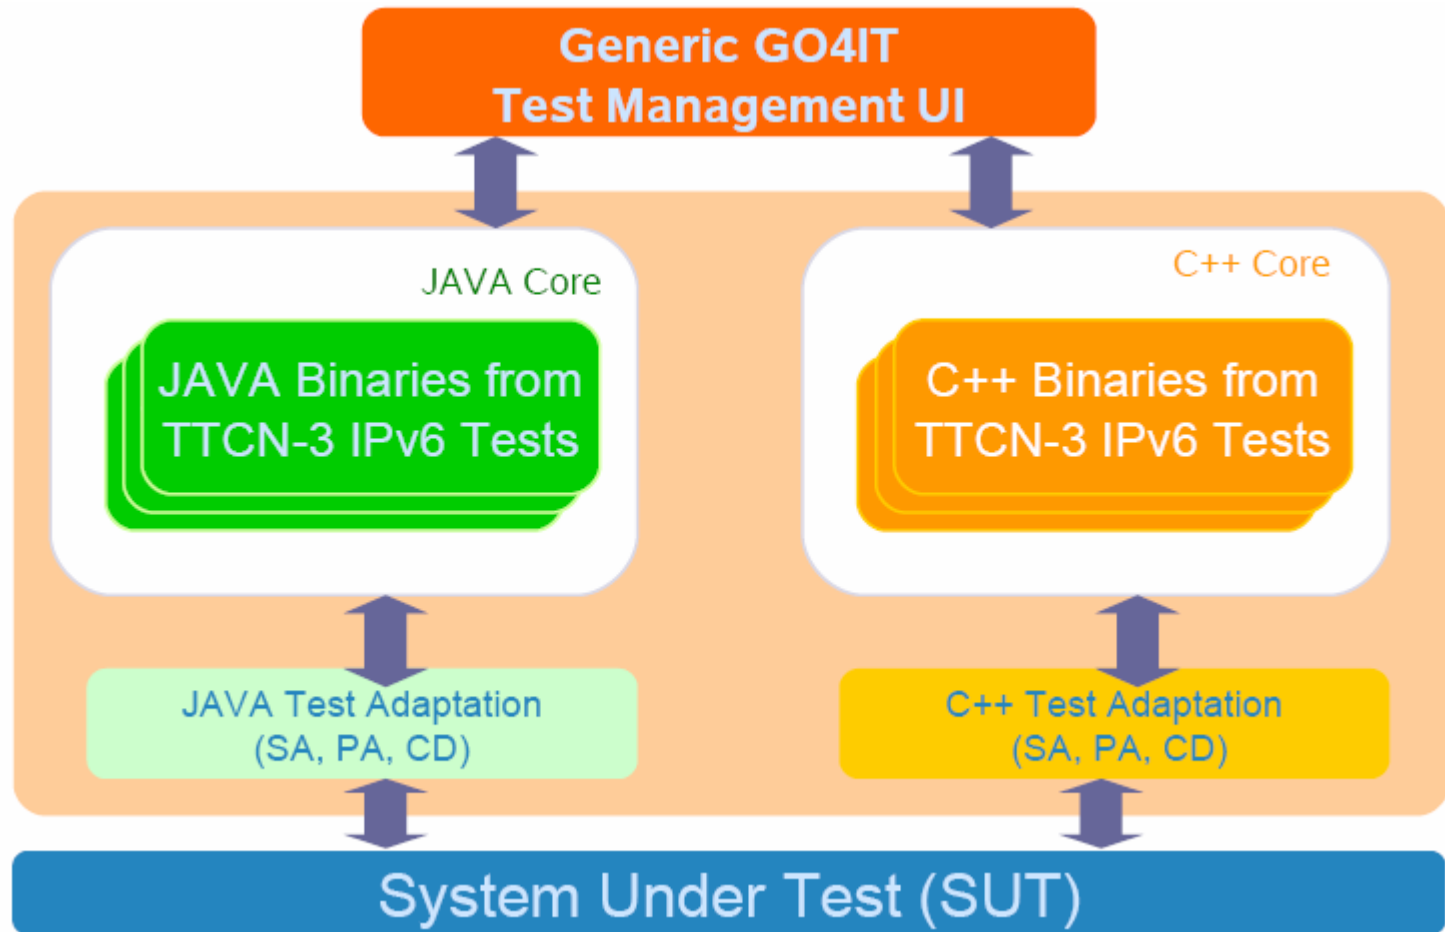 Generic GO4IT
Test Management UI
JAVA Core
JAVA Binaries from
TTCN-3 IPv6 Tests
C++ Core
C++ Binaries from
TTCN-3 IPv6 Tests
JAVA Test Adaptation
(SA, PA, CD)
C++ Test Adaptation
(SA, PA, CD)
System Under Test (SUT)